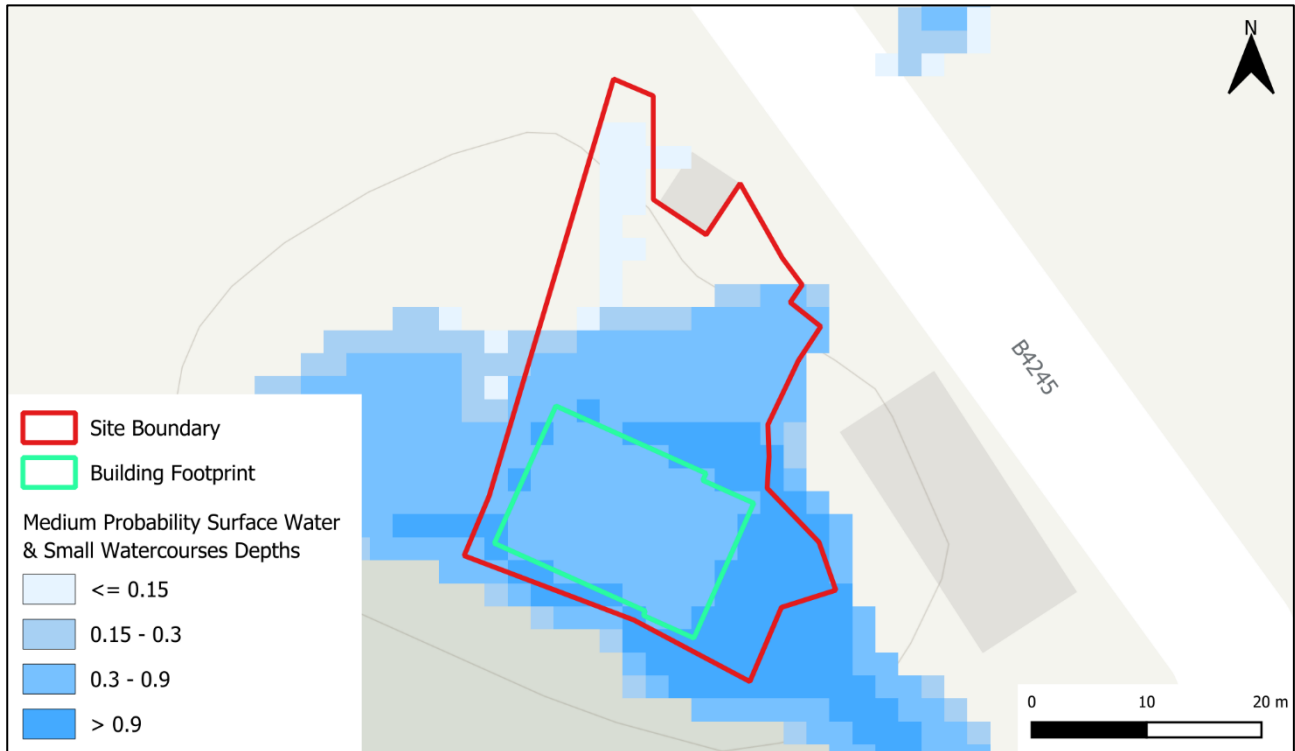 N
B4245
Site Boundary
Building Footprint
Medium Probability Surface Water
& Small Watercourses Depths
<= 0.15
0.15 - 0.3
0.3 - 0.9
> 0.9
0 10 20 m